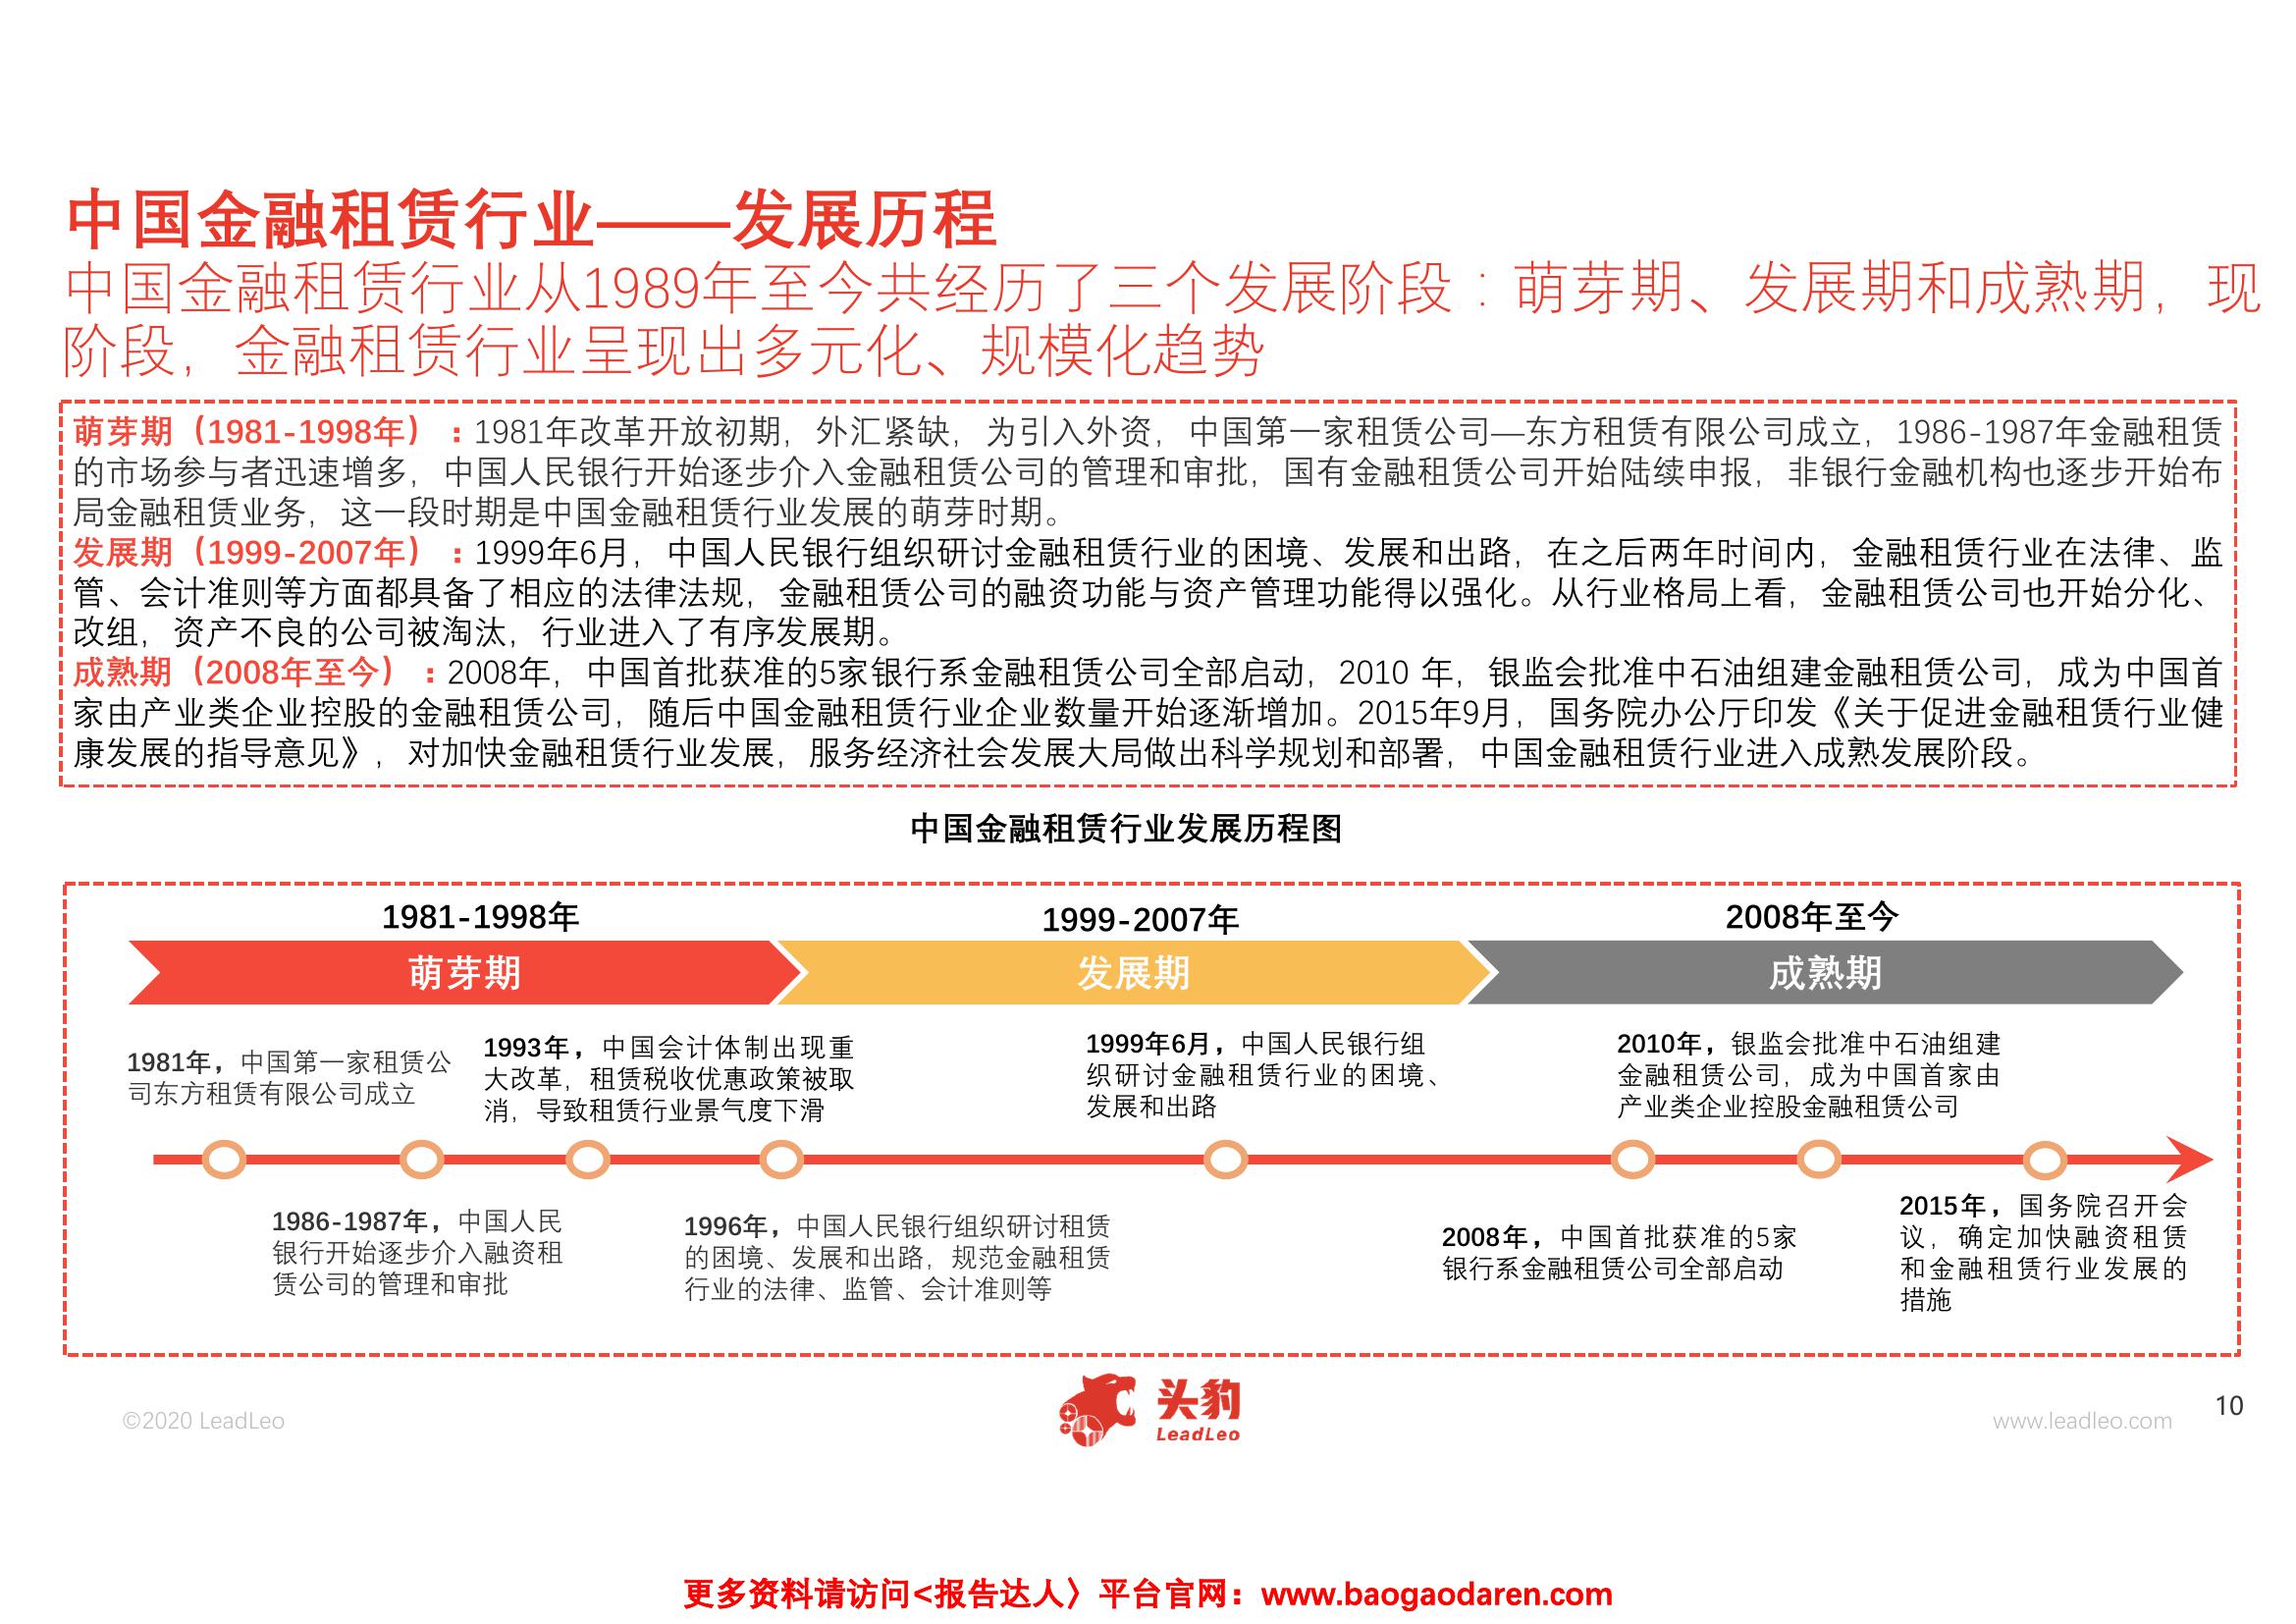 中国金融租赁行业——发展历程
中国金融租赁行业从1989年至今共经历了三个发展阶段：萌芽期、发展期和成熟期，现
阶段，金融租赁行业呈现出多元化、规模化趋势
萌芽期（1981-1998年）：1981年改革开放初期，外汇紧缺，为引入外资，中国第一家租赁公司—东方租赁有限公司成立，1986-1987年金融租赁
的市场参与者迅速增多，中国人民银行开始逐步介入金融租赁公司的管理和审批，国有金融租赁公司开始陆续申报，非银行金融机构也逐步开始布
局金融租赁业务，这一段时期是中国金融租赁行业发展的萌芽时期。
发展期（1999-2007年）：1999年6月，中国人民银行组织研讨金融租赁行业的困境、发展和出路，在之后两年时间内，金融租赁行业在法律、监
管、会计准则等方面都具备了相应的法律法规，金融租赁公司的融资功能与资产管理功能得以强化。从行业格局上看，金融租赁公司也开始分化、
改组，资产不良的公司被淘汰，行业进入了有序发展期。
成熟期（2008年至今）：2008年，中国首批获准的5家银行系金融租赁公司全部启动，2010 年，银监会批准中石油组建金融租赁公司，成为中国首
家由产业类企业控股的金融租赁公司，随后中国金融租赁行业企业数量开始逐渐增加。2015年9月，国务院办公厅印发《关于促进金融租赁行业健
康发展的指导意见》，对加快金融租赁行业发展，服务经济社会发展大局做出科学规划和部署，中国金融租赁行业进入成熟发展阶段。
中国金融租赁行业发展历程图
1981-1998年
1999-2007年
2008年至今
萌芽期
发展期
成熟期
1981年，中国第一家租赁公
司东方租赁有限公司成立
1993年，中国会计体制出现重
大改革，租赁税收优惠政策被取
消，导致租赁行业景气度下滑
1999年6月，中国人民银行组
织研讨金融租赁行业的困境、
发展和出路
2010年，银监会批准中石油组建
金融租赁公司，成为中国首家由
产业类企业控股金融租赁公司
1986-1987年，中国人民
银行开始逐步介入融资租
赁公司的管理和审批
1996年，中国人民银行组织研讨租赁
的困境、发展和出路，规范金融租赁
行业的法律、监管、会计准则等
2008年，中国首批获准的5家
银行系金融租赁公司全部启动
2015年，国务院召开会
议，确定加快融资租赁
和金融租赁行业发展的
措施
©2020 LeadLeo
头豹
LeadLeo
www.leadleo.com
10
更多资料请访问<报告达人〉平台官网：www.baogaodaren.com